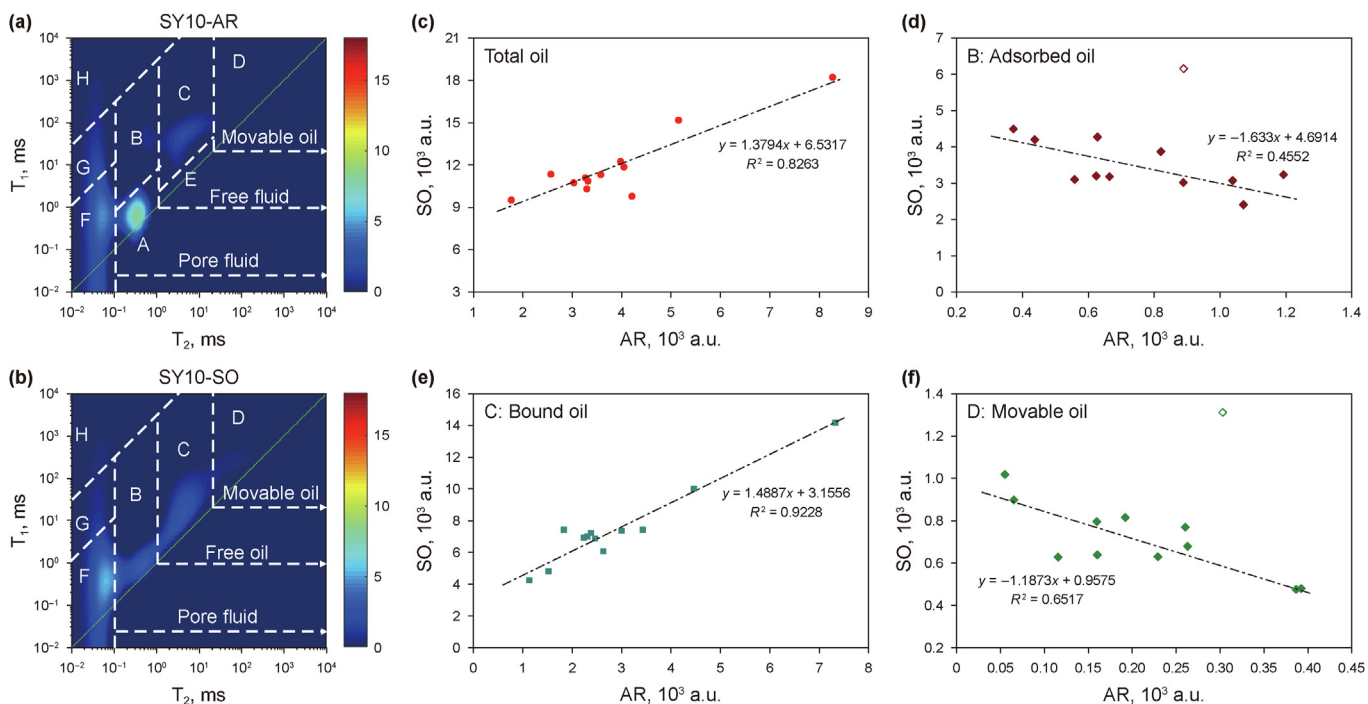 (a)
SY10-AR
10⁴
10³
10²
10¹
10⁰
10⁻¹
10⁻²
T₁, ms
H
D
C
B
G
F
E
A
Movable oil
Free fluid
Pore fluid
10⁻² 10⁻¹ 10⁰ 10¹ 10² 10³ 10⁴
T₂, ms
15
10
5
0
(c)
Total oil
21
18
15
12
9
6
3
SO, 10³ a.u.
y = 1.3794x + 6.5317
R² = 0.8263
1 2 3 4 5 6 7 8 9
AR, 10³ a.u.
(d)
B: Adsorbed oil
7
6
5
4
3
2
1
0
SO, 10³ a.u.
y = −1.633x + 4.6914
R² = 0.4552
0.2 0.4 0.6 0.8 1.0 1.2 1.4
AR, 10³ a.u.
(b)
SY10-SO
10⁴
10³
10²
10¹
10⁰
10⁻¹
10⁻²
T₁, ms
H
D
C
B
G
F
Movable oil
Free oil
Pore fluid
10⁻² 10⁻¹ 10⁰ 10¹ 10² 10³ 10⁴
T₂, ms
15
10
5
0
(e)
C: Bound oil
16
14
12
10
8
6
4
2
0
SO, 10³ a.u.
y = 1.4887x + 3.1556
R² = 0.9228
0 1 2 3 4 5 6 7 8
AR, 10³ a.u.
(f)
D: Movable oil
1.4
1.2
1.0
0.8
0.6
0.4
0.2
SO, 10³ a.u.
y = −1.1873x + 0.9575
R² = 0.6517
0 0.05 0.10 0.15 0.20 0.25 0.30 0.35 0.40 0.45
AR, 10³ a.u.